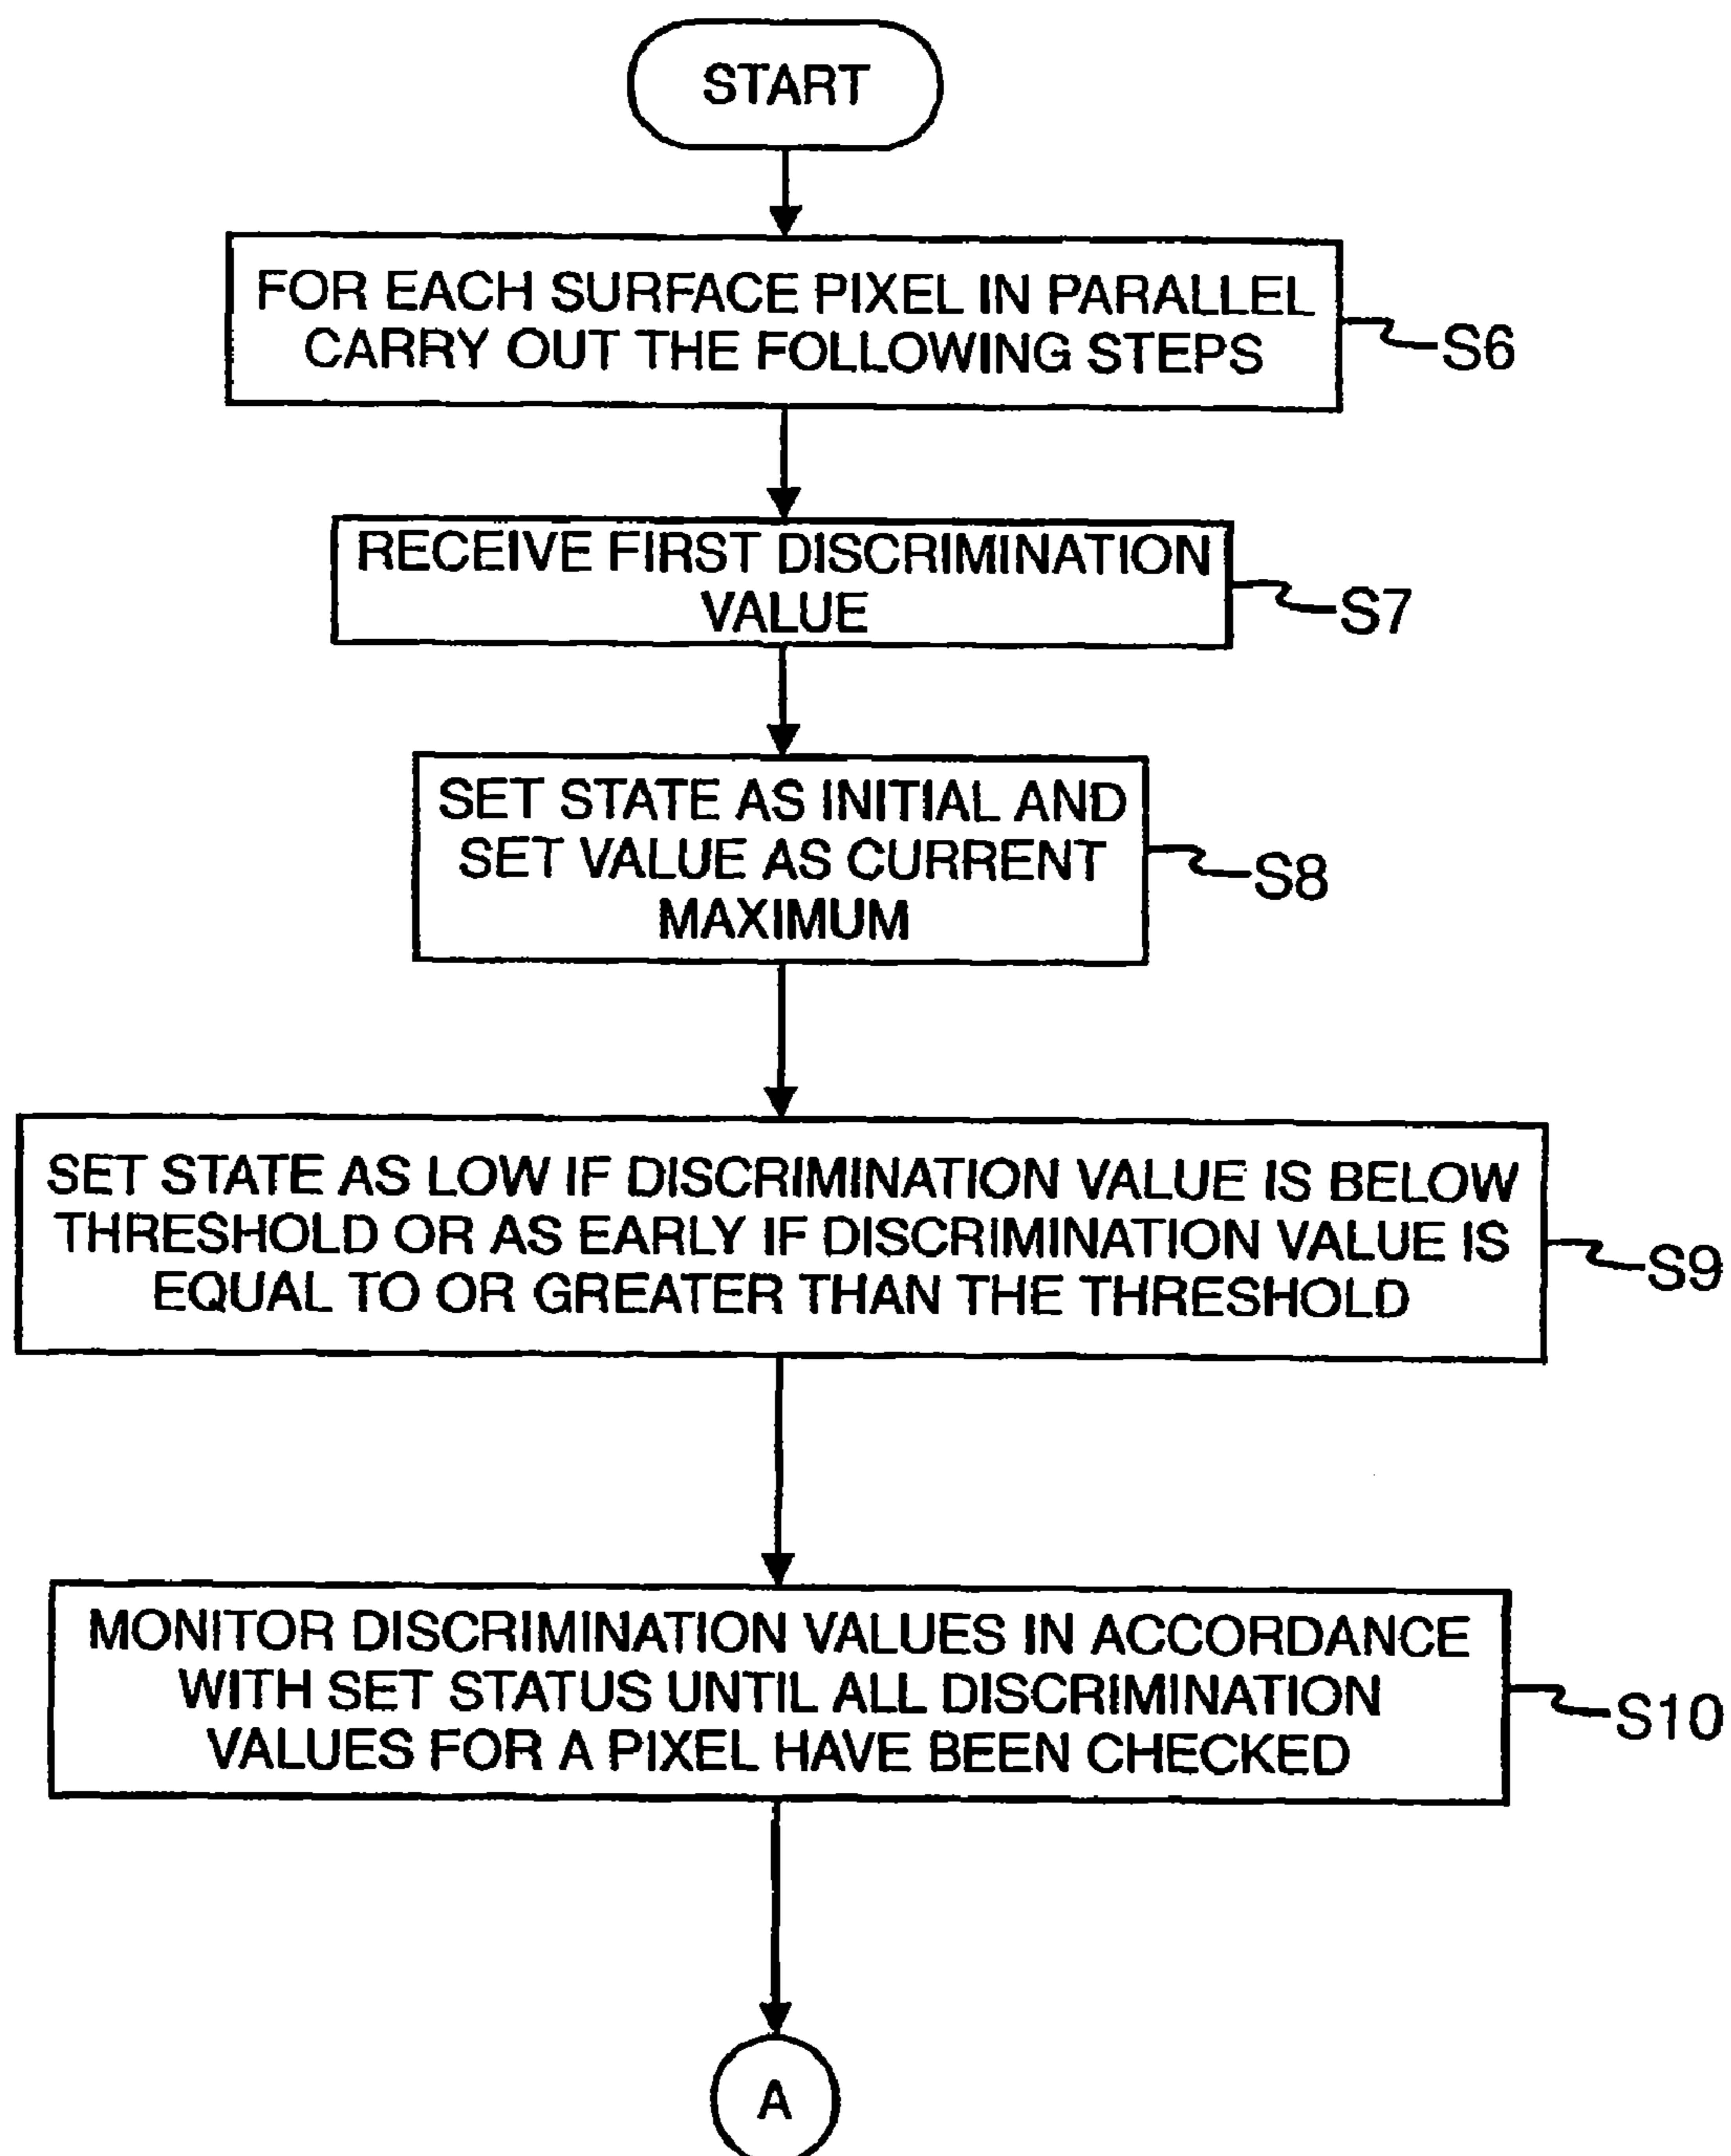 START
FOR EACH SURFACE PIXEL IN PARALLEL
CARRY OUT THE FOLLOWING STEPS
S6
RECEIVE FIRST DISCRIMINATION
VALUE
S7
SET STATE AS INITIAL AND
SET VALUE AS CURRENT
MAXIMUM
S8
SET STATE AS LOW IF DISCRIMINATION VALUE IS BELOW
THRESHOLD OR AS EARLY IF DISCRIMINATION VALUE IS
EQUAL TO OR GREATER THAN THE THRESHOLD
S9
MONITOR DISCRIMINATION VALUES IN ACCORDANCE
WITH SET STATUS UNTIL ALL DISCRIMINATION
VALUES FOR A PIXEL HAVE BEEN CHECKED
S10
A